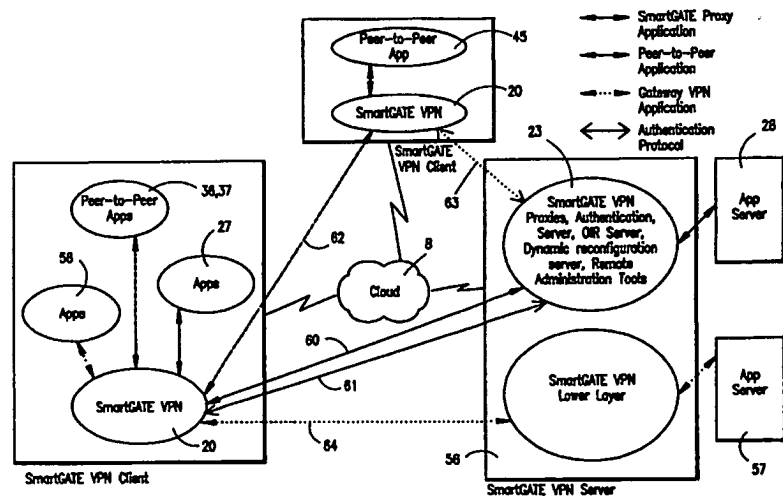 SmartGATE Proxy
Application
Peer-to-Peer
Application
Gateway VPN
Application
Authentication
Protocol
45
Peer-to-Peer
App
SmartGATE VPN
20
SmartGATE VPN
Client
63
23
28
36,37
Peer-to-Peer
Apps
27
Apps
58
Apps
62
8
Cloud
SmartGATE VPN
Proxies, Authentication,
Server, OIR Server,
Dynamic reconfiguration
server, Remote
Administration Tools
App
Server
60
61
SmartGATE VPN
20
64
SmartGATE VPN
Lower Layer
56
App
Server
57
SmartGATE VPN Client
SmartGATE VPN Server